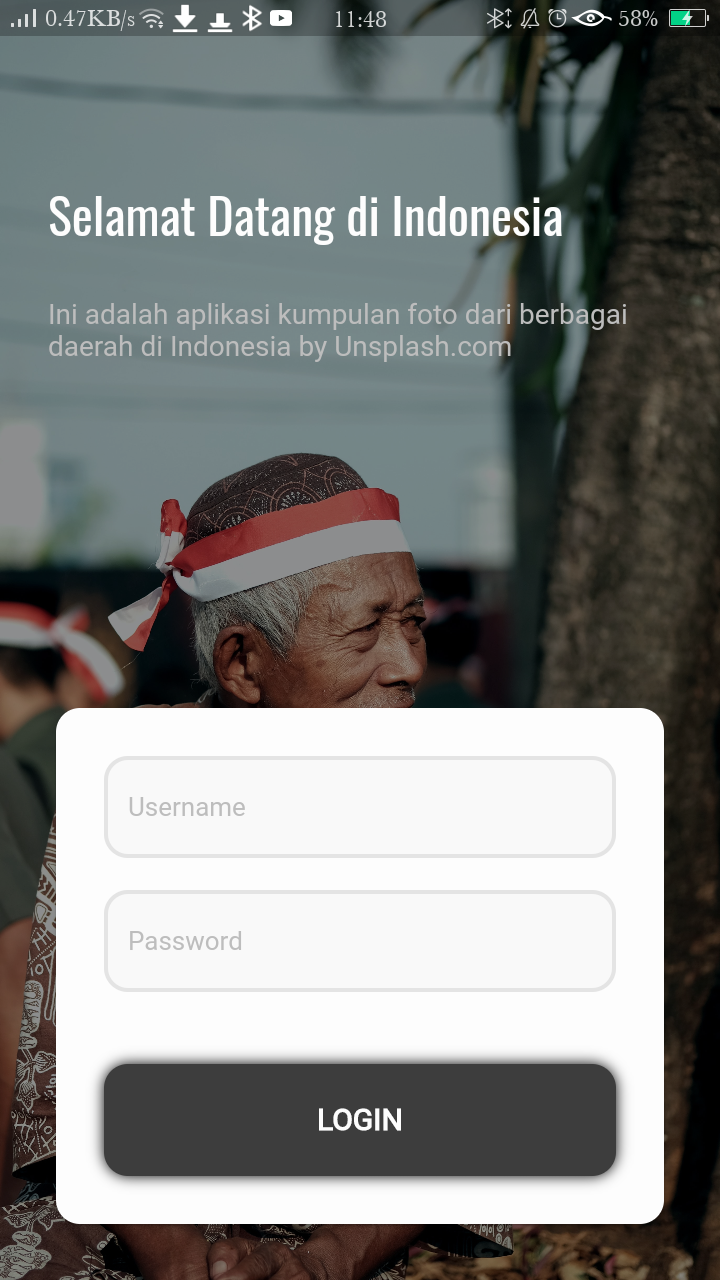 0.47KB/s 11:48 58%
Selamat Datang di Indonesia
Ini adalah aplikasi kumpulan foto dari berbagai
daerah di Indonesia by Unsplash.com
Username
Password
LOGIN